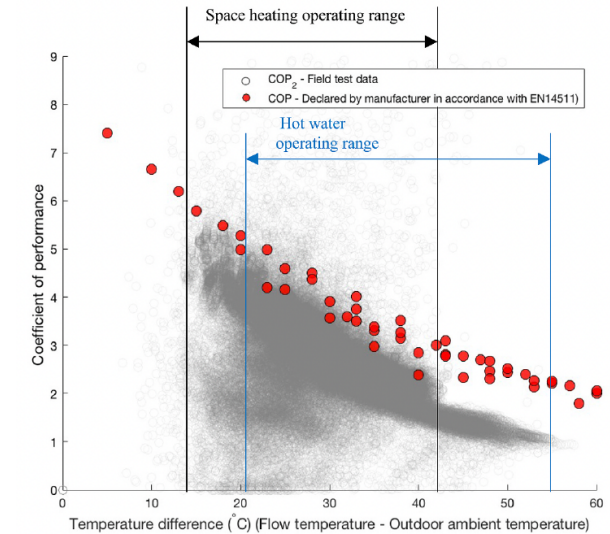 Space heating operating range
9
COP2 - Field test data
COP - Declared by manufacturer in accordance with EN14511)
8
Hot water
operating range
7
6
5
4
3
2
1
0
Coefficient of performance
0 10 20 30 40 50 60
Temperature difference (°C) (Flow temperature - Outdoor ambient temperature)